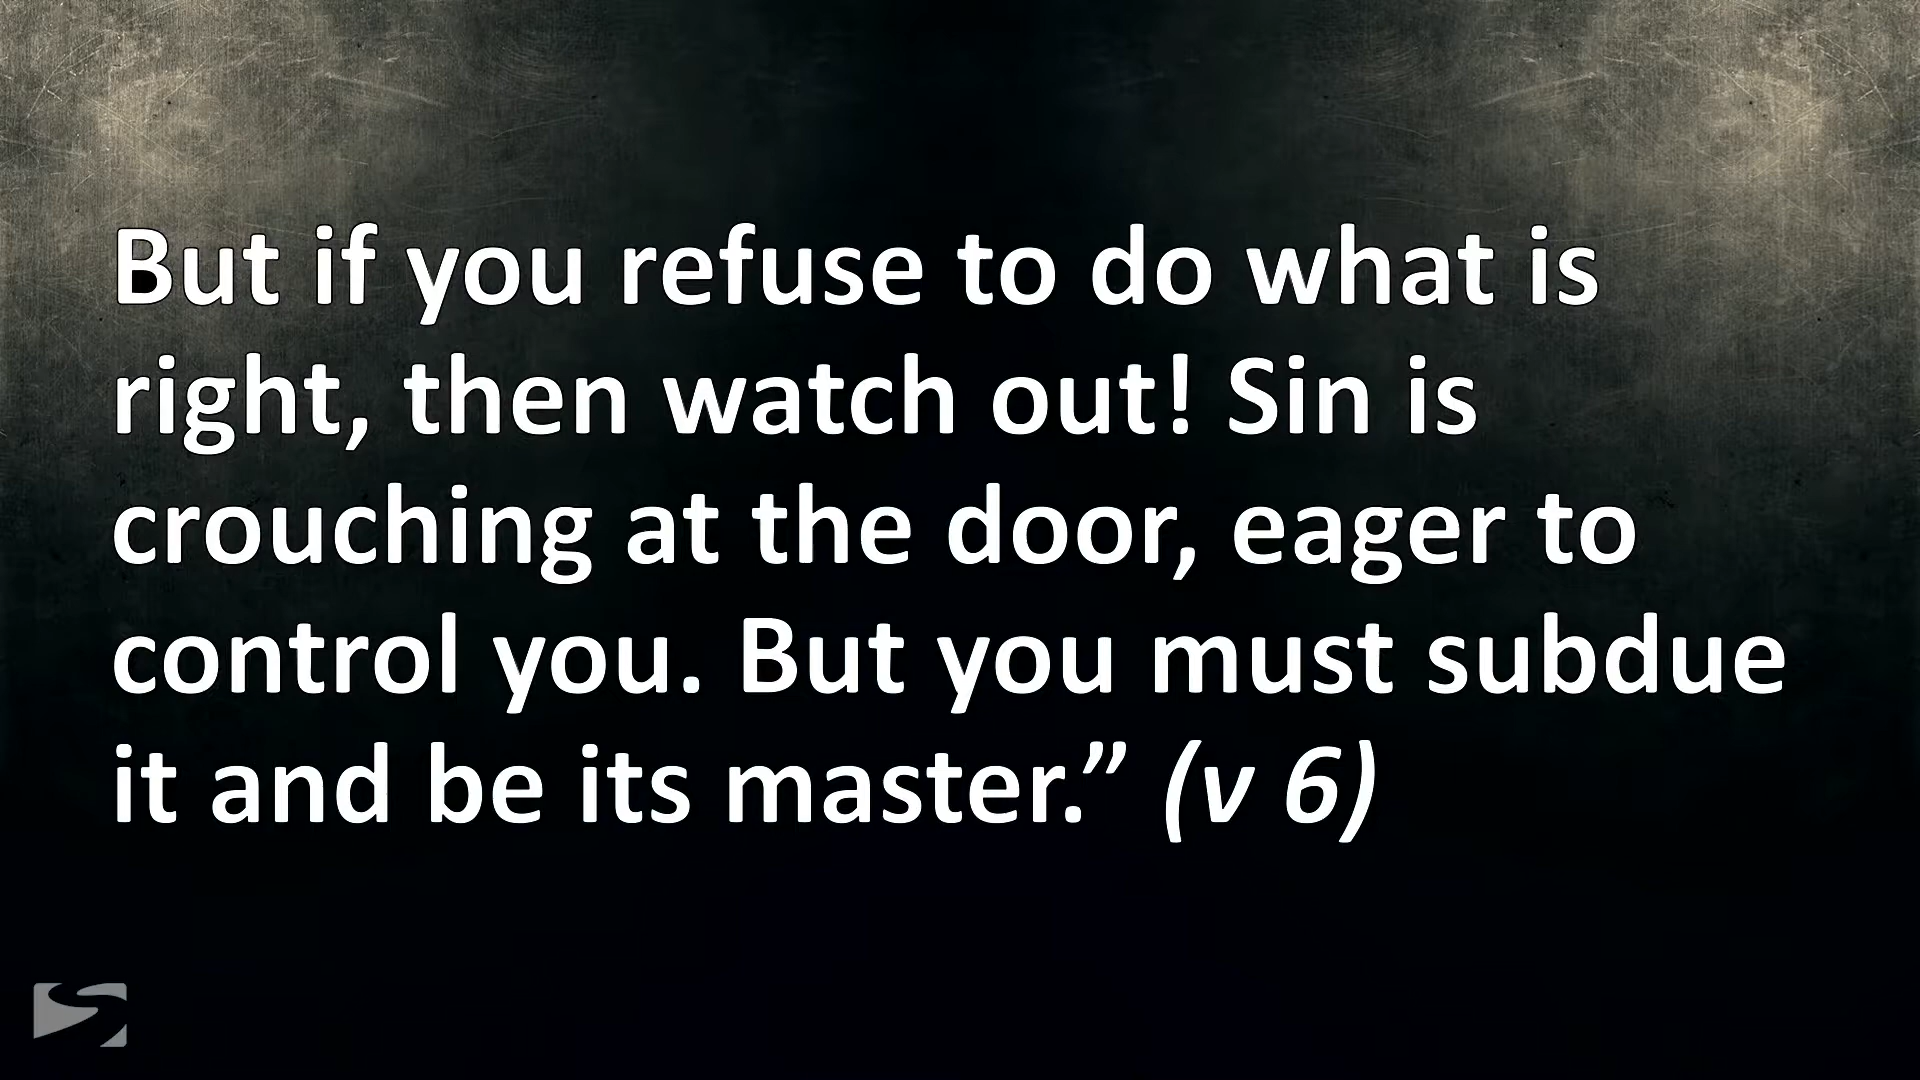 But if you refuse to do what is
right, then watch out! Sin is
crouching at the door, eager to
control you. But you must subdue
it and be its master.” (v 6)